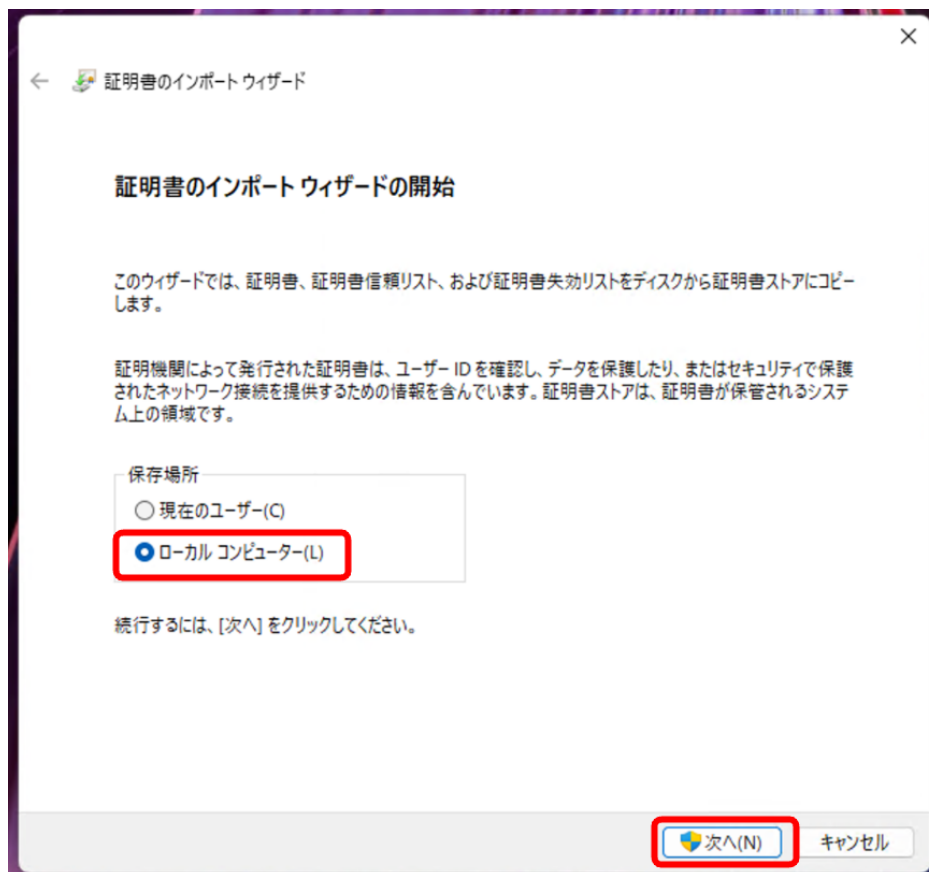 証明書のインポート ウィザード
証明書のインポート ウィザードの開始
このウィザードでは、証明書、証明書信頼リスト、および証明書失効リストをディスクから証明書ストアにコピー
します。
証明機関によって発行された証明書は、ユーザー ID を確認し、データを保護したり、またはセキュリティで保護
されたネットワーク接続を提供するための情報を含んでいます。証明書ストアは、証明書が保管されるシステ
ム上の領域です。
保存場所
現在のユーザー(C)
ローカル コンピューター(L)
続行するには、[次へ] をクリックしてください。
次へ(N)
キャンセル